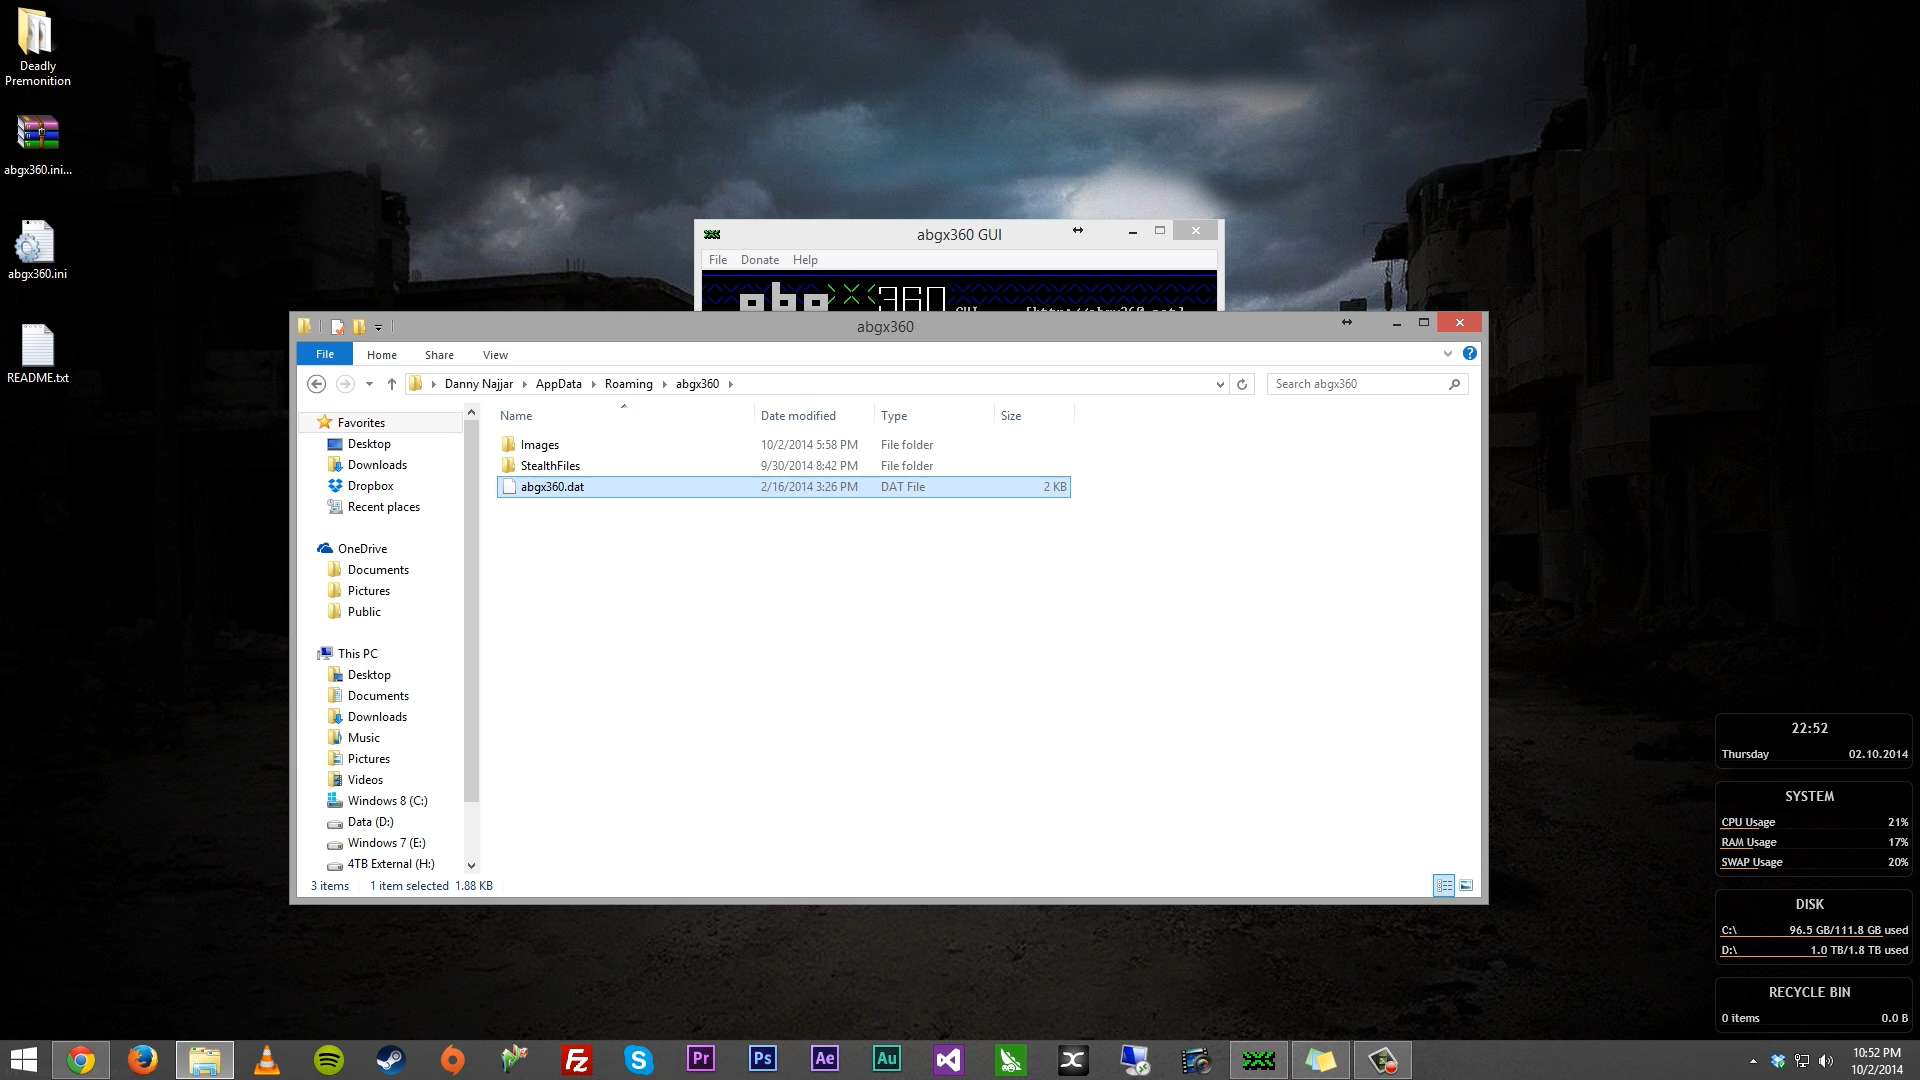 Deadly
Premonition
abgx360.ini...
abgx360.ini
README.txt
abgx360 GUI
File Donate Help
abgx360
abgx360
File Home Share View
Danny Najjar AppData Roaming abgx360
Search abgx360
Name Date modified Type Size
Images 10/2/2014 5:58 PM File folder
StealthFiles 9/30/2014 8:42 PM File folder
abgx360.dat 2/16/2014 3:26 PM DAT File 2 KB
Favorites
Desktop
Downloads
Dropbox
Recent places
OneDrive
Documents
Pictures
Public
This PC
Desktop
Documents
Downloads
Music
Pictures
Videos
Windows 8 (C:)
Data (D:)
Windows 7 (E:)
4TB External (H:)
3 items 1 item selected 1.88 KB
22:52
Thursday 02.10.2014
SYSTEM
CPU Usage 21%
RAM Usage 17%
SWAP Usage 20%
DISK
C:\ 96.5 GB/111.8 GB used
D:\ 1.0 TB/1.8 TB used
RECYCLE BIN
0 items 0.0 B
Fz S Pr Ps Ae Au
10:52 PM
10/2/2014